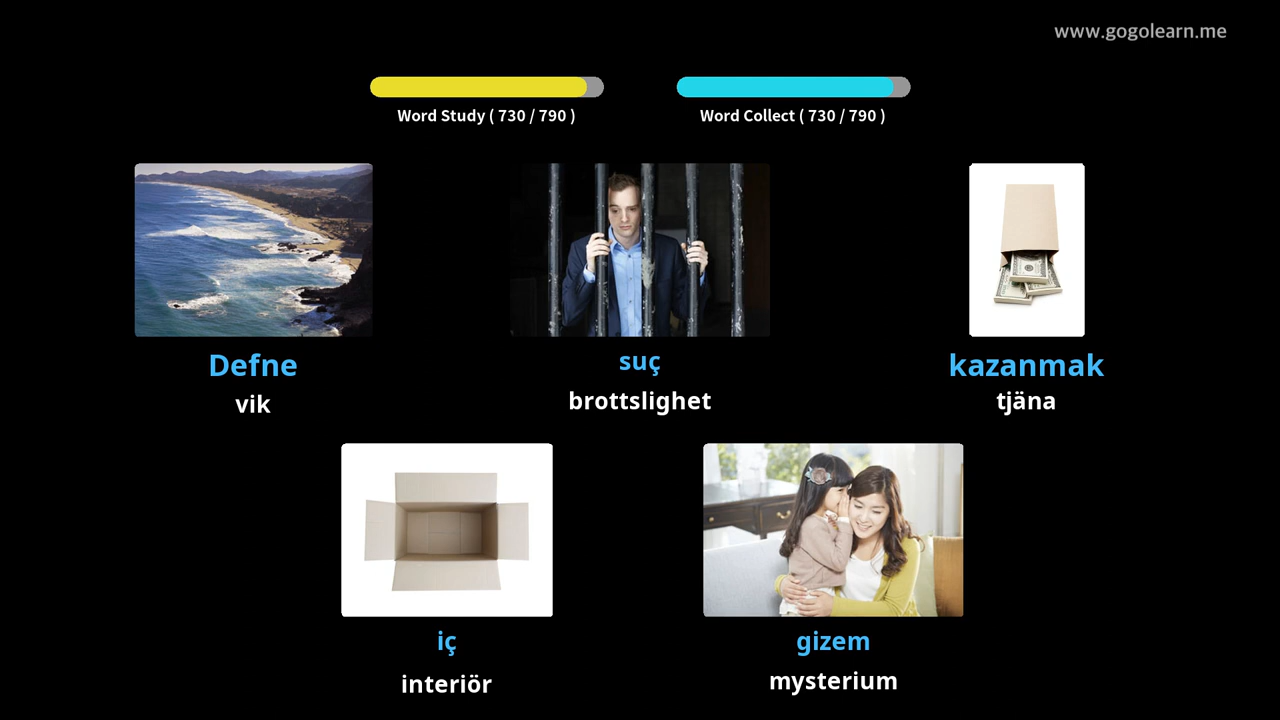 www.gogolearn.me
Word Study ( 730 / 790 )
Word Collect ( 730 / 790 )
Defne
vik
suç
brottslighet
kazanmak
tjäna
iç
interiör
gizem
mysterium